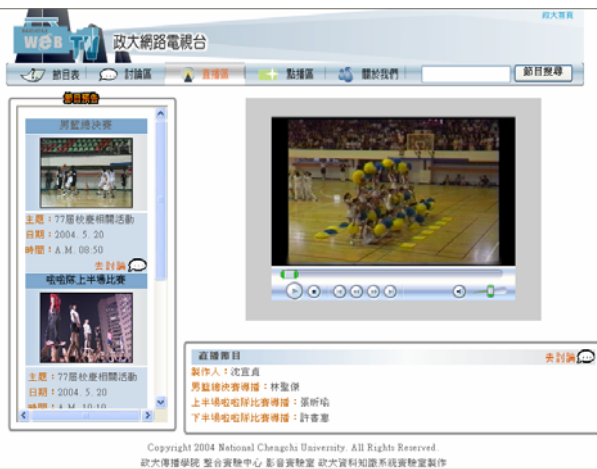 政大首頁
WEB TV
政大網路電視台
節目表
討論區
直播區
點播區
關於我們
節目搜尋
節目預告
男籃總決賽
主題：77屆校慶相關活動
日期：2004. 5. 20
時間：A.M. 08:50
去討論
啦啦隊上半場比賽
主題：77屆校慶相關活動
日期：2004. 5. 20
時間：A.M. 10:10
直播節目
去討論
製作人：沈宜貞
男籃總決賽導播：林聖傑
上半場啦啦隊比賽導播：張昕瑜
下半場啦啦隊比賽導播：許書惠
Copyright 2004 National Chengchi University. All Rights Reserved.
政大傳播學院 整合實驗中心 影音實驗室 政大資料知識系統實驗室製作